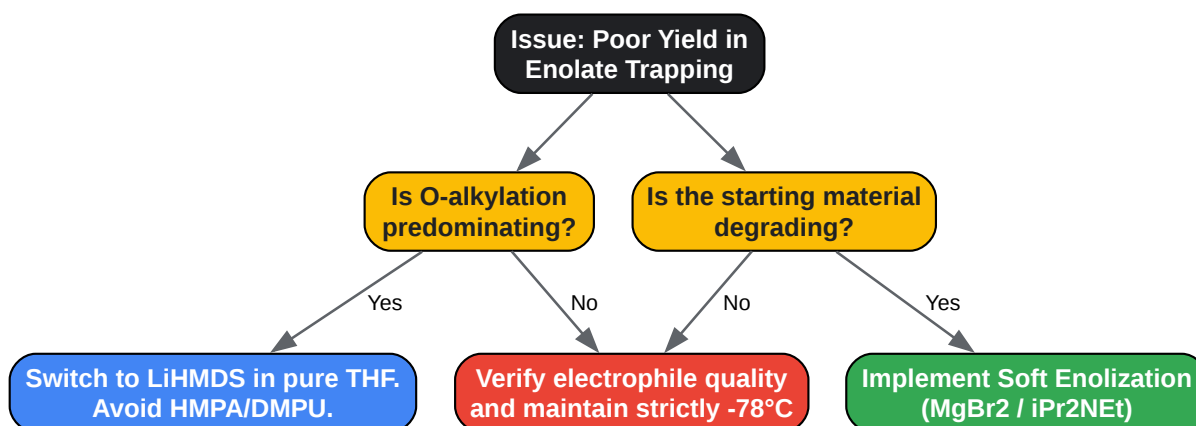 Issue: Poor Yield in
Enolate Trapping
Is O-alkylation
predominating?
Is the starting material
degrading?
Yes
No
No
Yes
Switch to LiHMDS in pure THF.
Avoid HMPA/DMPU.
Verify electrophile quality
and maintain strictly -78°C
Implement Soft Enolization
(MgBr2 / iPr2NEt)